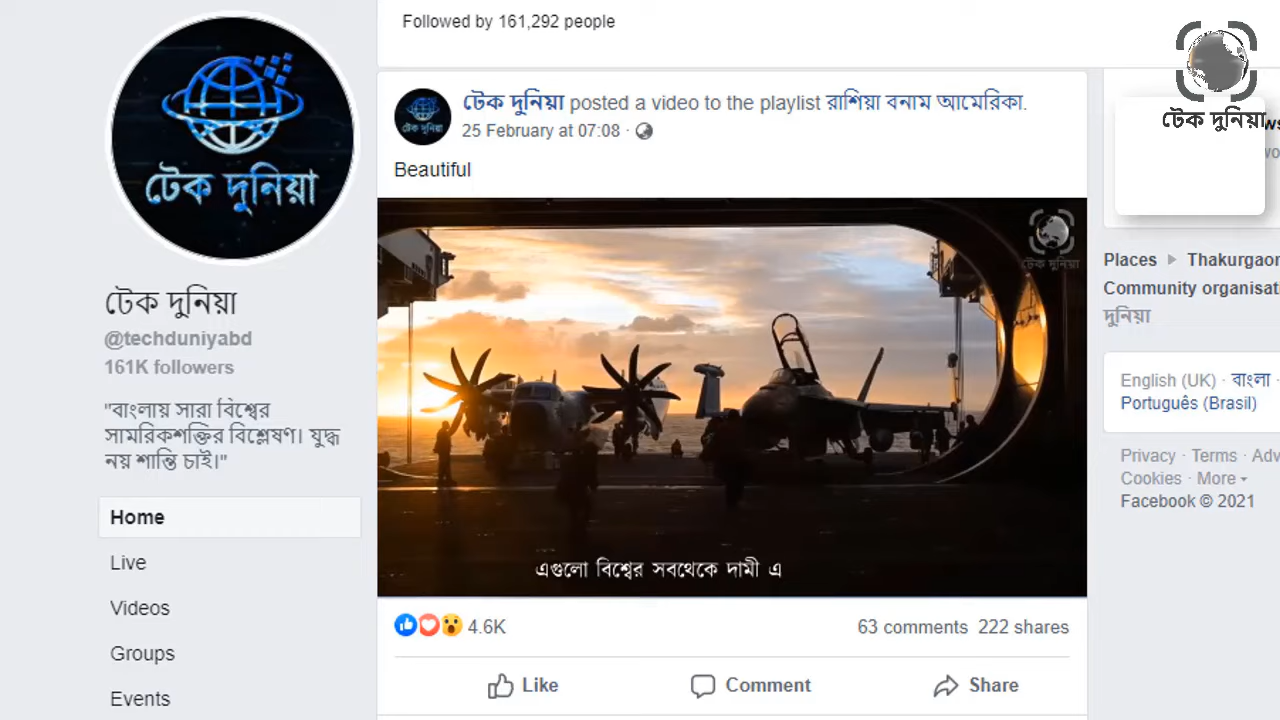 টেক দুনিয়া
টেক দুনিয়া
@techduniyabd
161K followers
"বাংলায় সারা বিশ্বের
সামরিকশক্তির বিশ্লেষণ। যুদ্ধ
নয় শান্তি চাই।"
Home
Live
Videos
Groups
Events
Followed by 161,292 people
টেক দুনিয়া
টেক দুনিয়া posted a video to the playlist রাশিয়া বনাম আমেরিকা.
25 February at 07:08 ·
Beautiful
টেক দুনিয়া
এগুলো বিশ্বের সবথেকে দামী এ
4.6K
63 comments 222 shares
Like Comment Share
টেক দুনিয়া
Places Thakurgaon
Community organisati
দুনিয়া
English (UK) · বাংলা ·
Português (Brasil)
Privacy · Terms · Adv
Cookies · More
Facebook © 2021